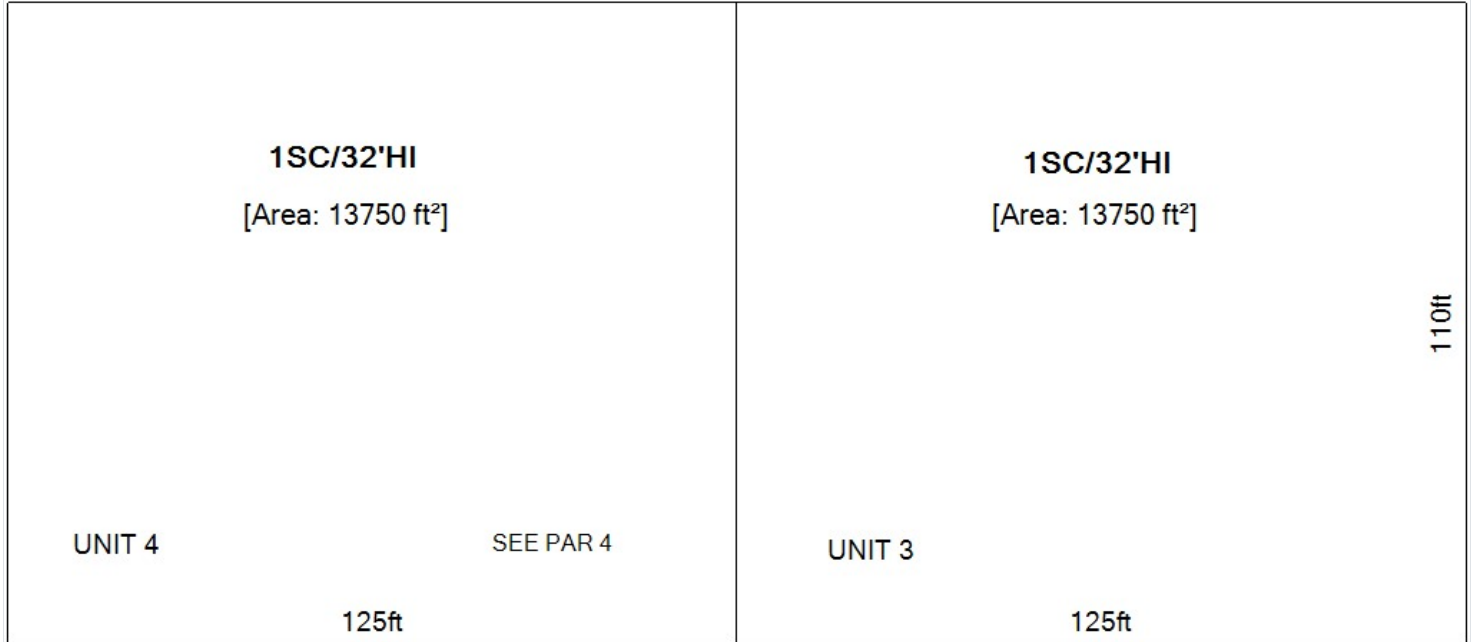 1SC/32'HI
[Area: 13750 ft²]
UNIT 4
SEE PAR 4
125ft
1SC/32'HI
[Area: 13750 ft²]
110ft
UNIT 3
125ft